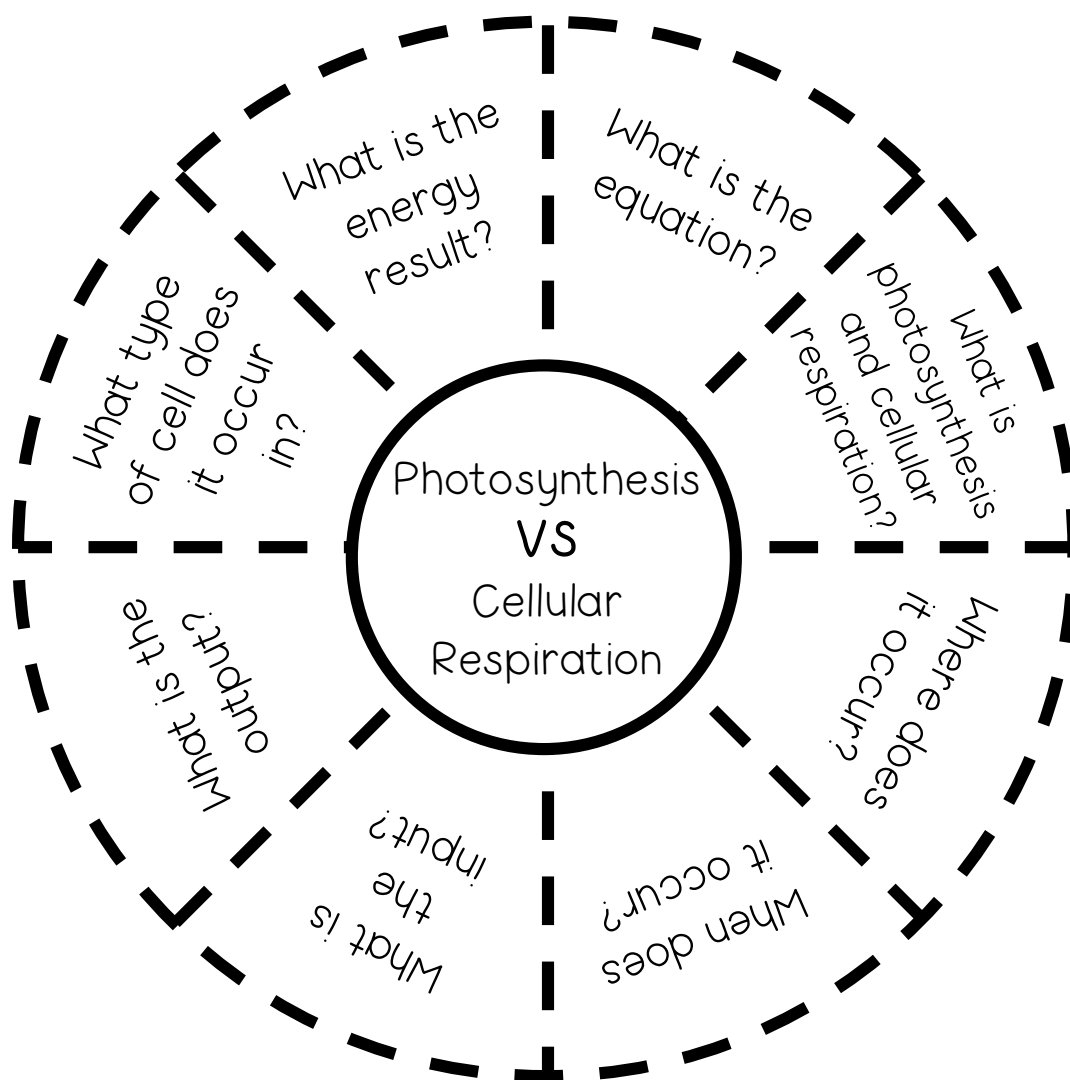 Photosynthesis
VS
Cellular
Respiration
What is the
equation?
What is
photosynthesis
and cellular
respiration?
Where does
it occur?
When does
it occur?
What is
the
input?
What is the
output?
What type
of cell does
it occur
in?
What is the
energy
result?